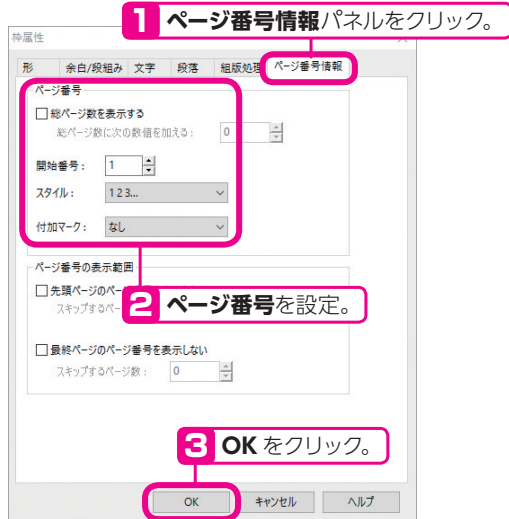 1 ページ番号情報パネルをクリック。
枠属性
形 余白/段組み 文字 段落 組版処理 ページ番号情報
ページ番号
総ページ数を表示する
総ページ数に次の数値を加える: 0
開始番号: 1
スタイル: 1 2 3...
付加マーク: なし
ページ番号の表示範囲
先頭ページのペー
2 ページ番号を設定。
スキップするペー
最終ページのページ番号を表示しない
スキップするページ数: 0
3 OK をクリック。
OK キャンセル ヘルプ